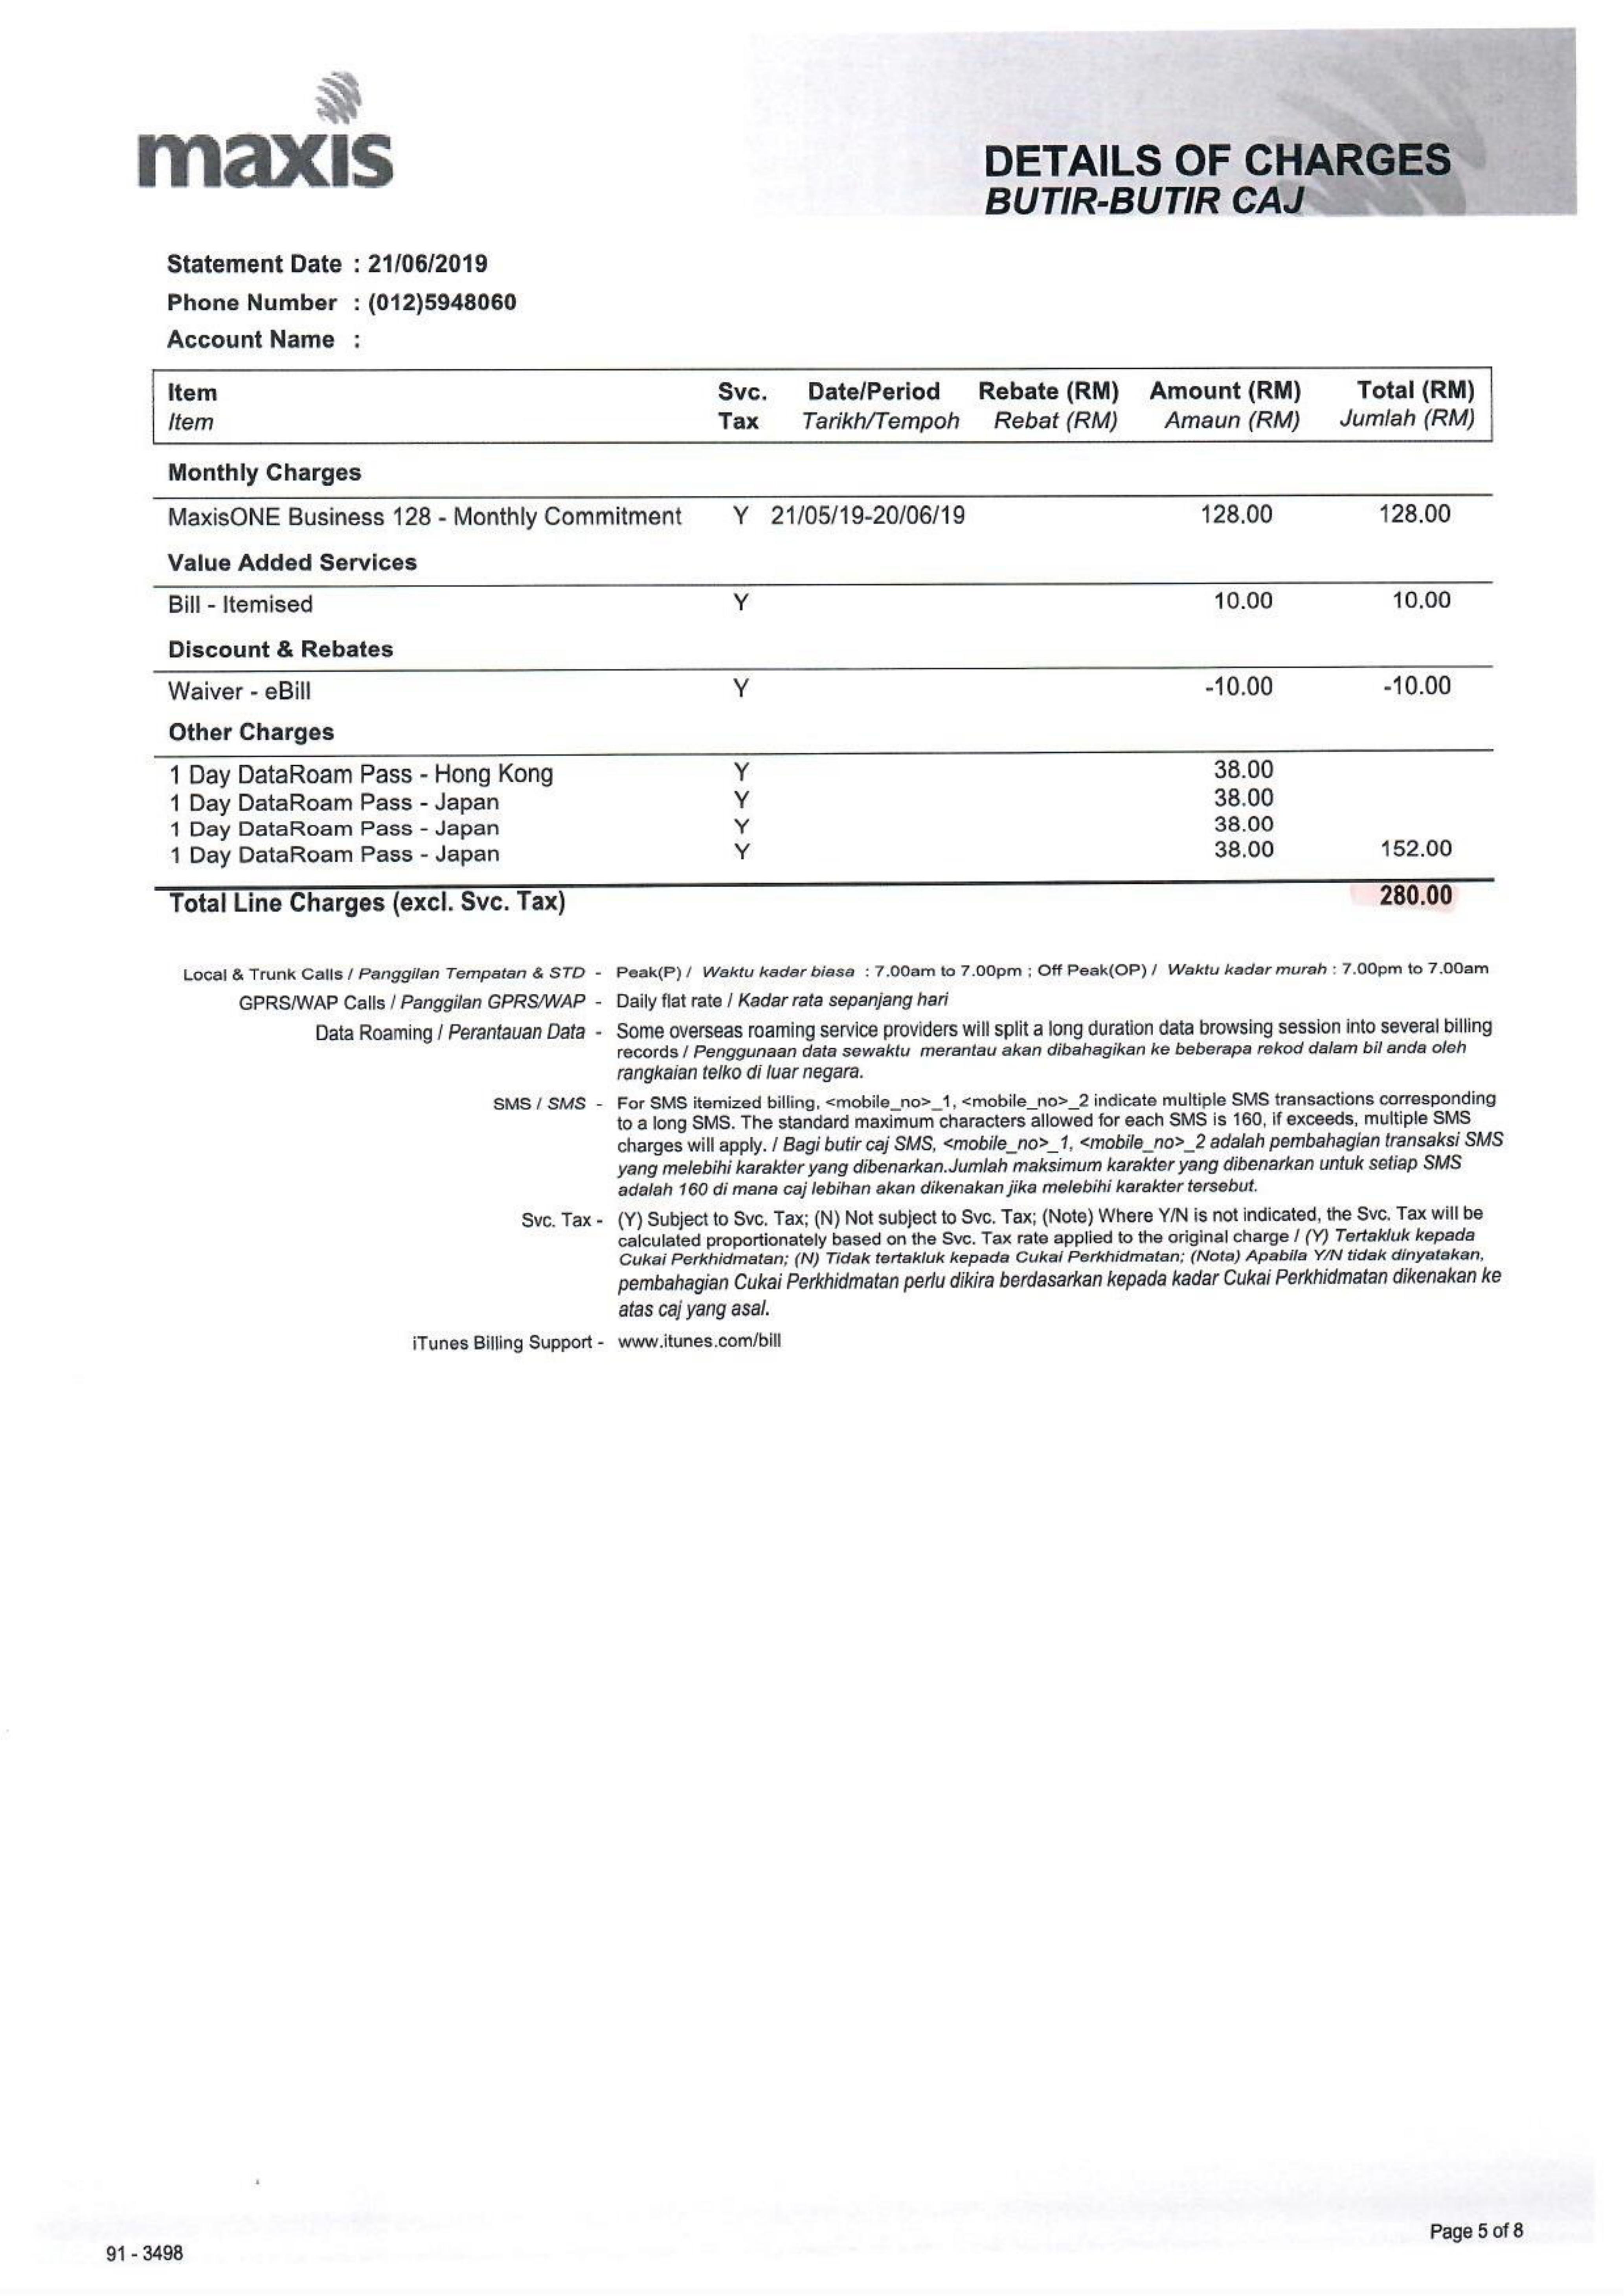 maxis
DETAILS OF CHARGES
BUTIR-BUTIR CAJ
Statement Date : 21/06/2019
Phone Number : (012)5948060
Account Name :
Item Svc. Date/Period Rebate (RM) Amount (RM) Total (RM)
Item Tax Tarikh/Tempoh Rebat (RM) Amaun (RM) Jumlah (RM)
Monthly Charges
MaxisONE Business 128 - Monthly Commitment Y 21/05/19-20/06/19 128.00 128.00
Value Added Services
Bill - Itemised Y 10.00 10.00
Discount & Rebates
Waiver - eBill Y -10.00 -10.00
Other Charges
1 Day DataRoam Pass - Hong Kong Y 38.00
1 Day DataRoam Pass - Japan Y 38.00
1 Day DataRoam Pass - Japan Y 38.00
1 Day DataRoam Pass - Japan Y 38.00 152.00
Total Line Charges (excl. Svc. Tax) 280.00
Local & Trunk Calls / Panggilan Tempatan & STD - Peak(P) / Waktu kadar biasa : 7.00am to 7.00pm ; Off Peak(OP) / Waktu kadar murah : 7.00pm to 7.00am
GPRS/WAP Calls / Panggilan GPRS/WAP - Daily flat rate / Kadar rata sepanjang hari
Data Roaming / Perantauan Data - Some overseas roaming service providers will split a long duration data browsing session into several billing
records / Penggunaan data sewaktu merantau akan dibahagikan ke beberapa rekod dalam bil anda oleh
rangkaian telko di luar negara.
SMS / SMS - For SMS itemized billing, <mobile_no>_1, <mobile_no>_2 indicate multiple SMS transactions corresponding
to a long SMS. The standard maximum characters allowed for each SMS is 160, if exceeds, multiple SMS
charges will apply. / Bagi butir caj SMS, <mobile_no>_1, <mobile_no>_2 adalah pembahagian transaksi SMS
yang melebihi karakter yang dibenarkan.Jumlah maksimum karakter yang dibenarkan untuk setiap SMS
adalah 160 di mana caj lebihan akan dikenakan jika melebihi karakter tersebut.
Svc. Tax - (Y) Subject to Svc. Tax; (N) Not subject to Svc. Tax; (Note) Where Y/N is not indicated, the Svc. Tax will be
calculated proportionately based on the Svc. Tax rate applied to the original charge / (Y) Tertakluk kepada
Cukai Perkhidmatan; (N) Tidak tertakluk kepada Cukai Perkhidmatan; (Nota) Apabila Y/N tidak dinyatakan,
pembahagian Cukai Perkhidmatan perlu dikira berdasarkan kepada kadar Cukai Perkhidmatan dikenakan ke
atas caj yang asal.
iTunes Billing Support - www.itunes.com/bill
Page 5 of 8
91 - 3498